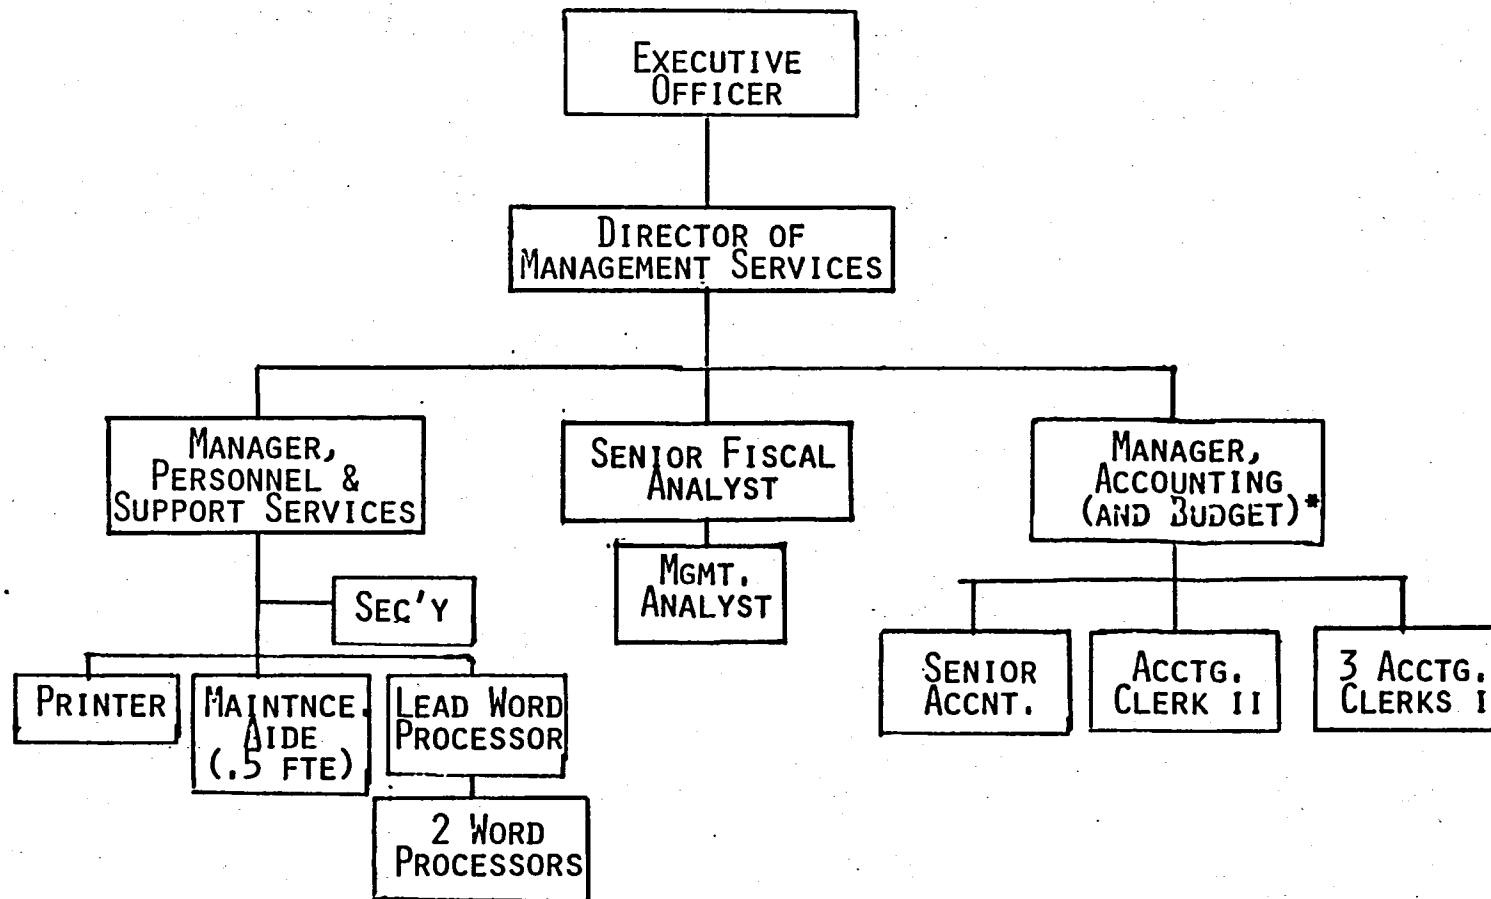 EXECUTIVE
OFFICER
DIRECTOR OF
MANAGEMENT SERVICES
MANAGER,
PERSONNEL &
SUPPORT SERVICES
SENIOR FISCAL
ANALYST
MANAGER,
ACCOUNTING
(AND BUDGET)*
SEC'Y
MGMT.
ANALYST
PRINTER
MAINTNCE.
AIDE
(.5 FTE)
LEAD WORD
PROCESSOR
2 WORD
PROCESSORS
SENIOR
ACCNT.
ACCTG.
CLERK II
3 ACCTG.
CLERKS I